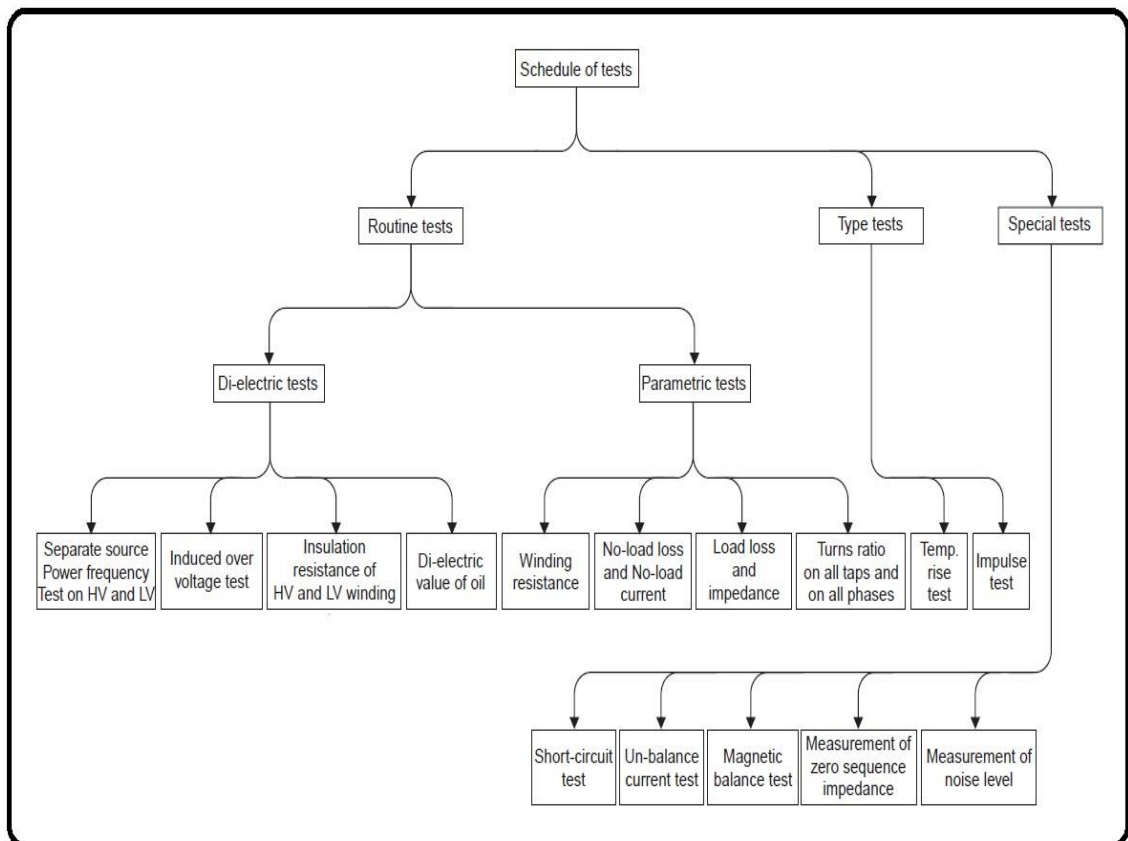 Schedule of tests
Routine tests
Type tests
Special tests
Di-electric tests
Parametric tests
Separate source
Power frequency
Test on HV and LV
Induced over
voltage test
Insulation
resistance of
HV and LV winding
Di-electric
value of oil
Winding
resistance
No-load loss
and No-load
current
Load loss
and
impedance
Turns ratio
on all taps and
on all phases
Temp.
rise
test
Impulse
test
Short-circuit
test
Un-balance
current test
Magnetic
balance test
Measurement of
zero sequence
impedance
Measurement of
noise level